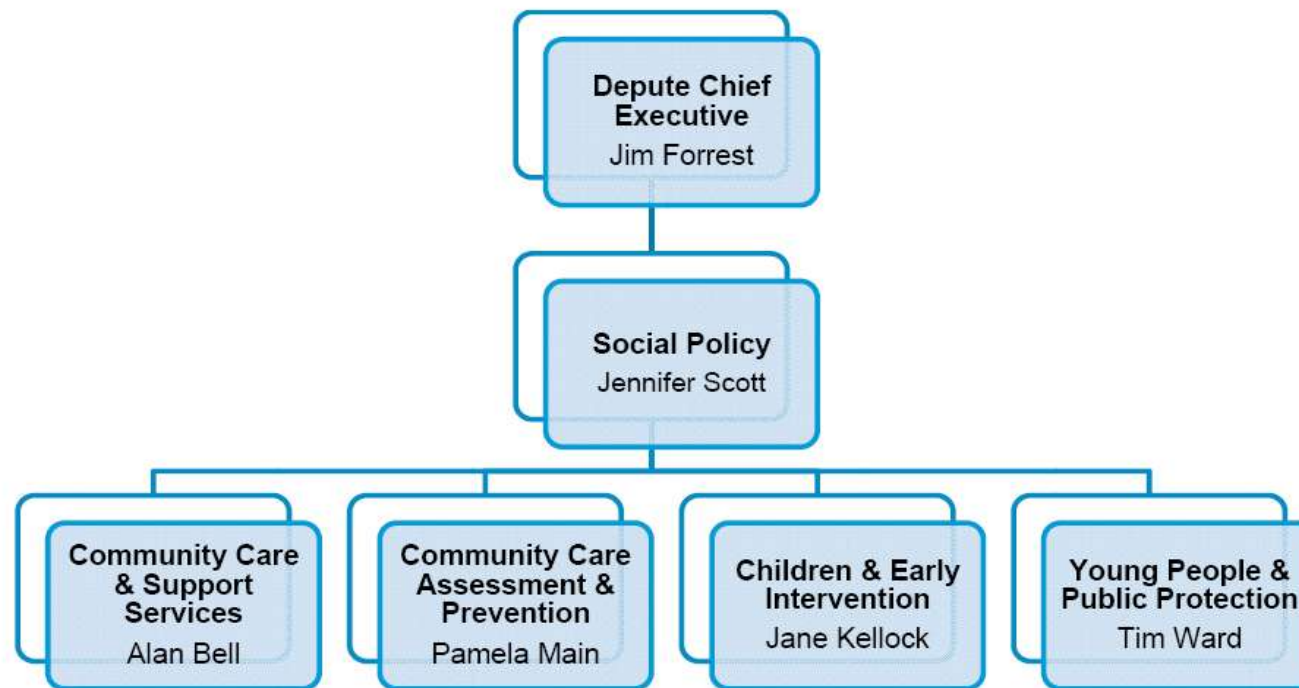 Depute Chief
Executive
Jim Forrest
Social Policy
Jennifer Scott
Community Care
& Support
Services
Alan Bell
Community Care
Assessment &
Prevention
Pamela Main
Children & Early
Intervention
Jane Kellock
Young People &
Public Protection
Tim Ward